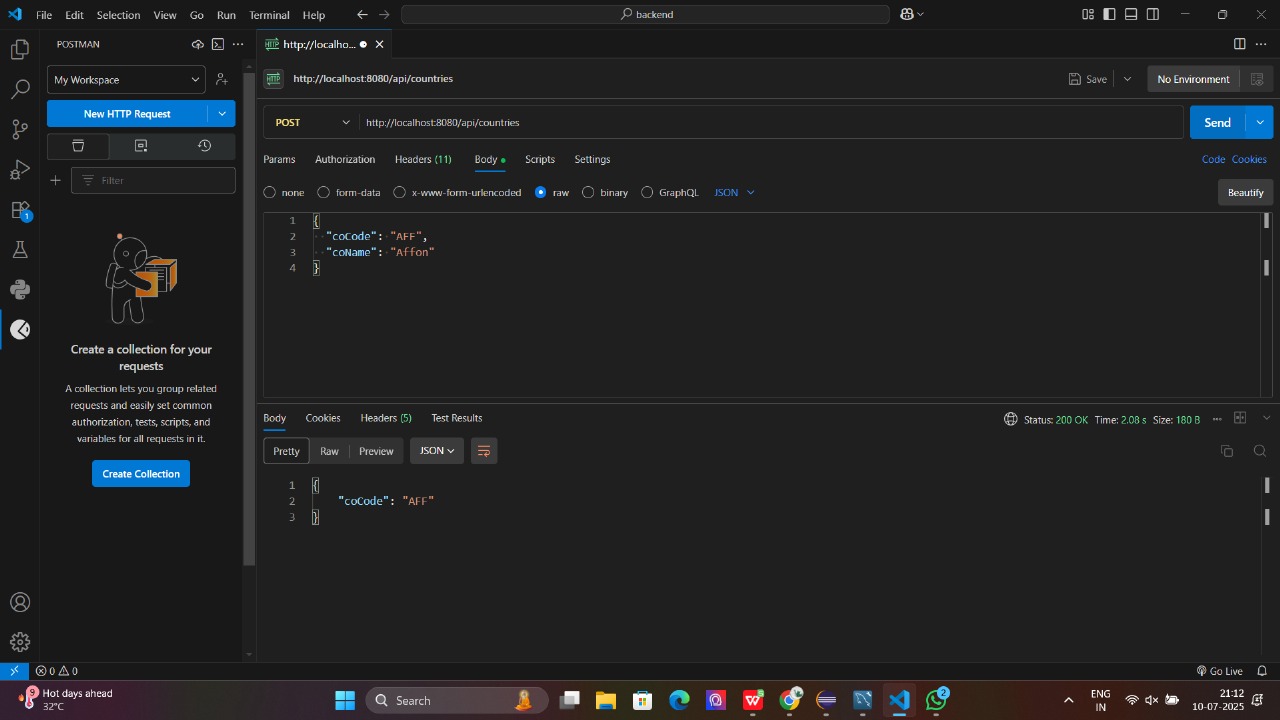 File Edit Selection View Go Run Terminal Help
backend
POSTMAN
http://localho...
My Workspace
New HTTP Request
Filter
Create a collection for your
requests
A collection lets you group related
requests and easily set common
authorization, tests, scripts, and
variables for all requests in it.
Create Collection
HTTP http://localhost:8080/api/countries
Save
No Environment
POST http://localhost:8080/api/countries
Send
Params Authorization Headers (11) Body Scripts Settings
Code Cookies
none form-data x-www-form-urlencoded raw binary GraphQL JSON
Beautify
1 {
2 "coCode": "AFF",
3 "coName": "Affon"
4 }
Body Cookies Headers (5) Test Results
Status: 200 OK Time: 2.08 s Size: 180 B
Pretty Raw Preview JSON
1 {
2 "coCode": "AFF"
3 }
1
0 0
Go Live
9
Hot days ahead
32°C
Search
2
ENG
IN
21:12
10-07-2025